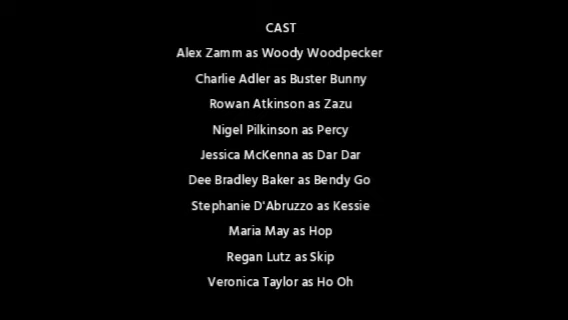 CAST
Alex Zamm as Woody Woodpecker
Charlie Adler as Buster Bunny
Rowan Atkinson as Zazu
Nigel Pilkinson as Percy
Jessica McKenna as Dar Dar
Dee Bradley Baker as Bendy Go
Stephanie D'Abruzzo as Kessie
Maria May as Hop
Regan Lutz as Skip
Veronica Taylor as Ho Oh